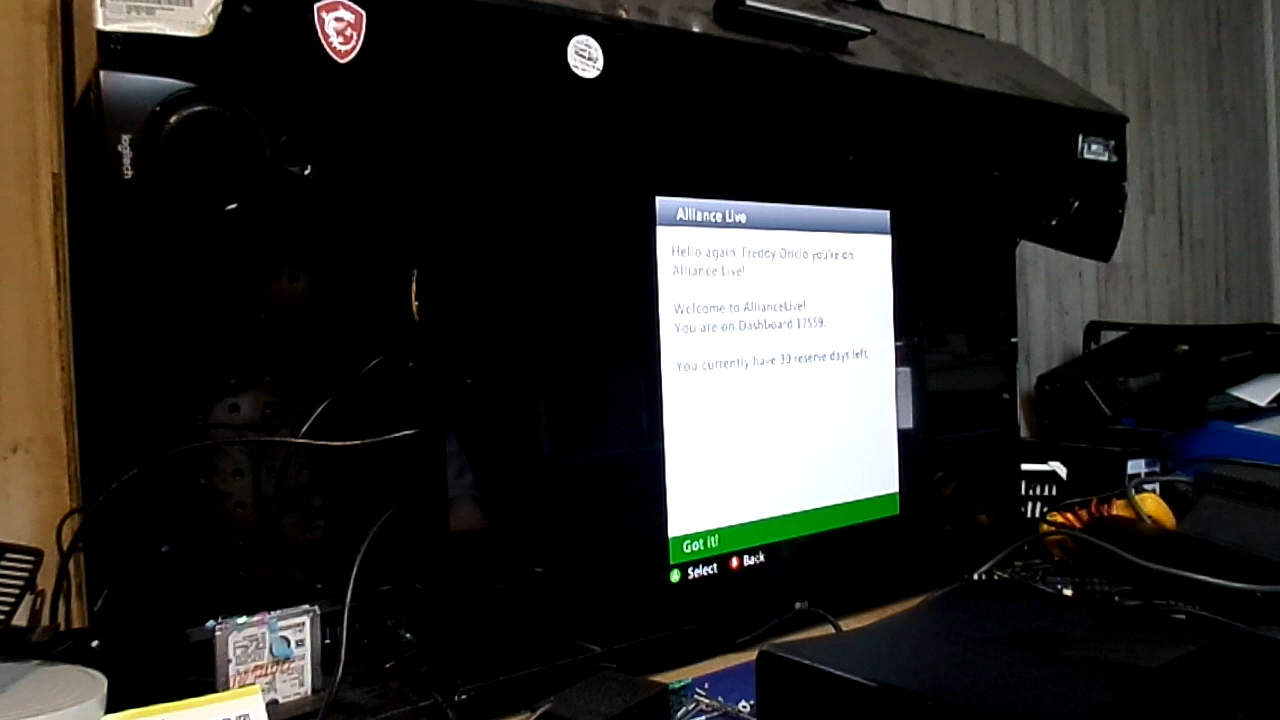 logitech
Alliance Live
Hello again, Freddy Oricio you're on
Alliance Live!
Welcome to AllianceLive!
You are on Dashboard 17559.
You currently have 30 reserve days left.
Got it!
A Select B Back